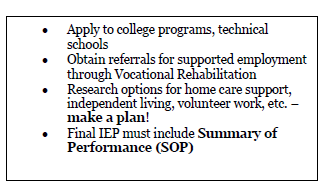 • Apply to college programs, technical
schools
• Obtain referrals for supported employment
through Vocational Rehabilitation
• Research options for home care support,
independent living, volunteer work, etc. –
make a plan!
• Final IEP must include Summary of
Performance (SOP)